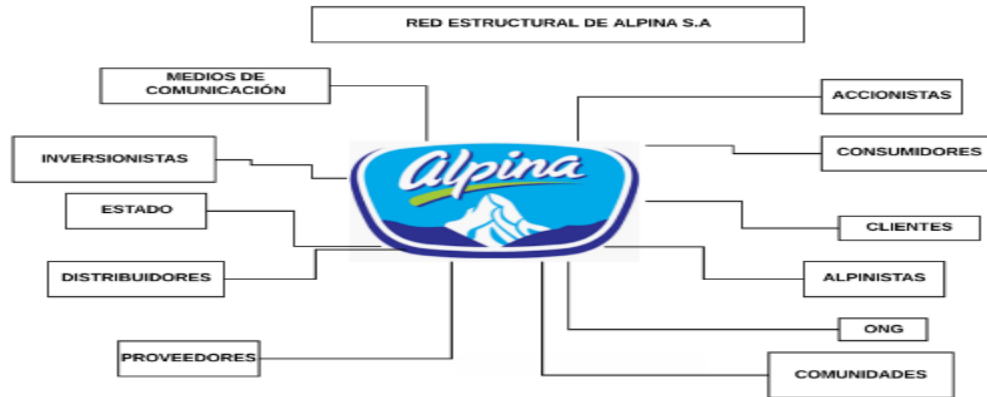 RED ESTRUCTURAL DE ALPINA S.A
MEDIOS DE
COMUNICACIÓN
ACCIONISTAS
INVERSIONISTAS
CONSUMIDORES
alpina
ESTADO
CLIENTES
DISTRIBUIDORES
ALPINISTAS
ONG
PROVEEDORES
COMUNIDADES